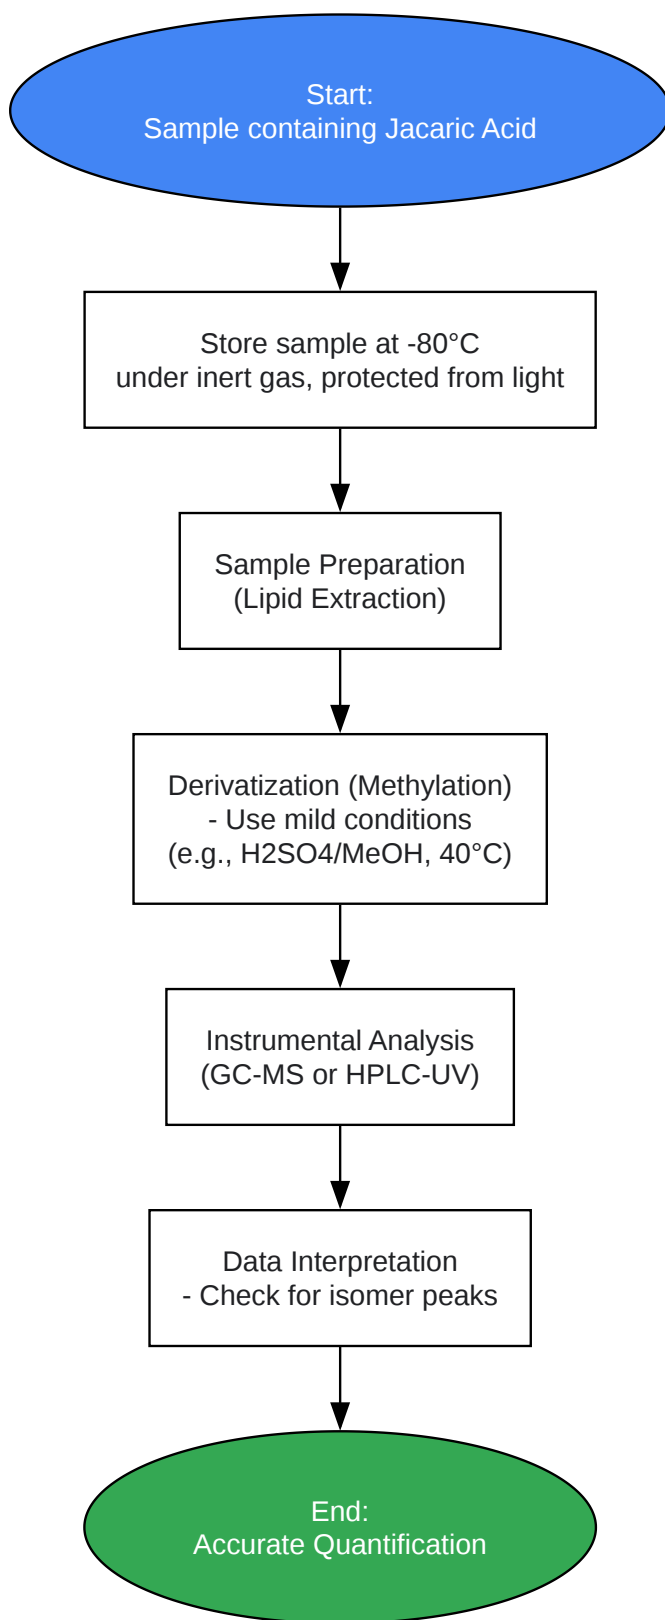 Start:
Sample containing Jacaric Acid
Store sample at -80°C
under inert gas, protected from light
Sample Preparation
(Lipid Extraction)
Derivatization (Methylation)
- Use mild conditions
(e.g., H2SO4/MeOH, 40°C)
Instrumental Analysis
(GC-MS or HPLC-UV)
Data Interpretation
- Check for isomer peaks
End:
Accurate Quantification